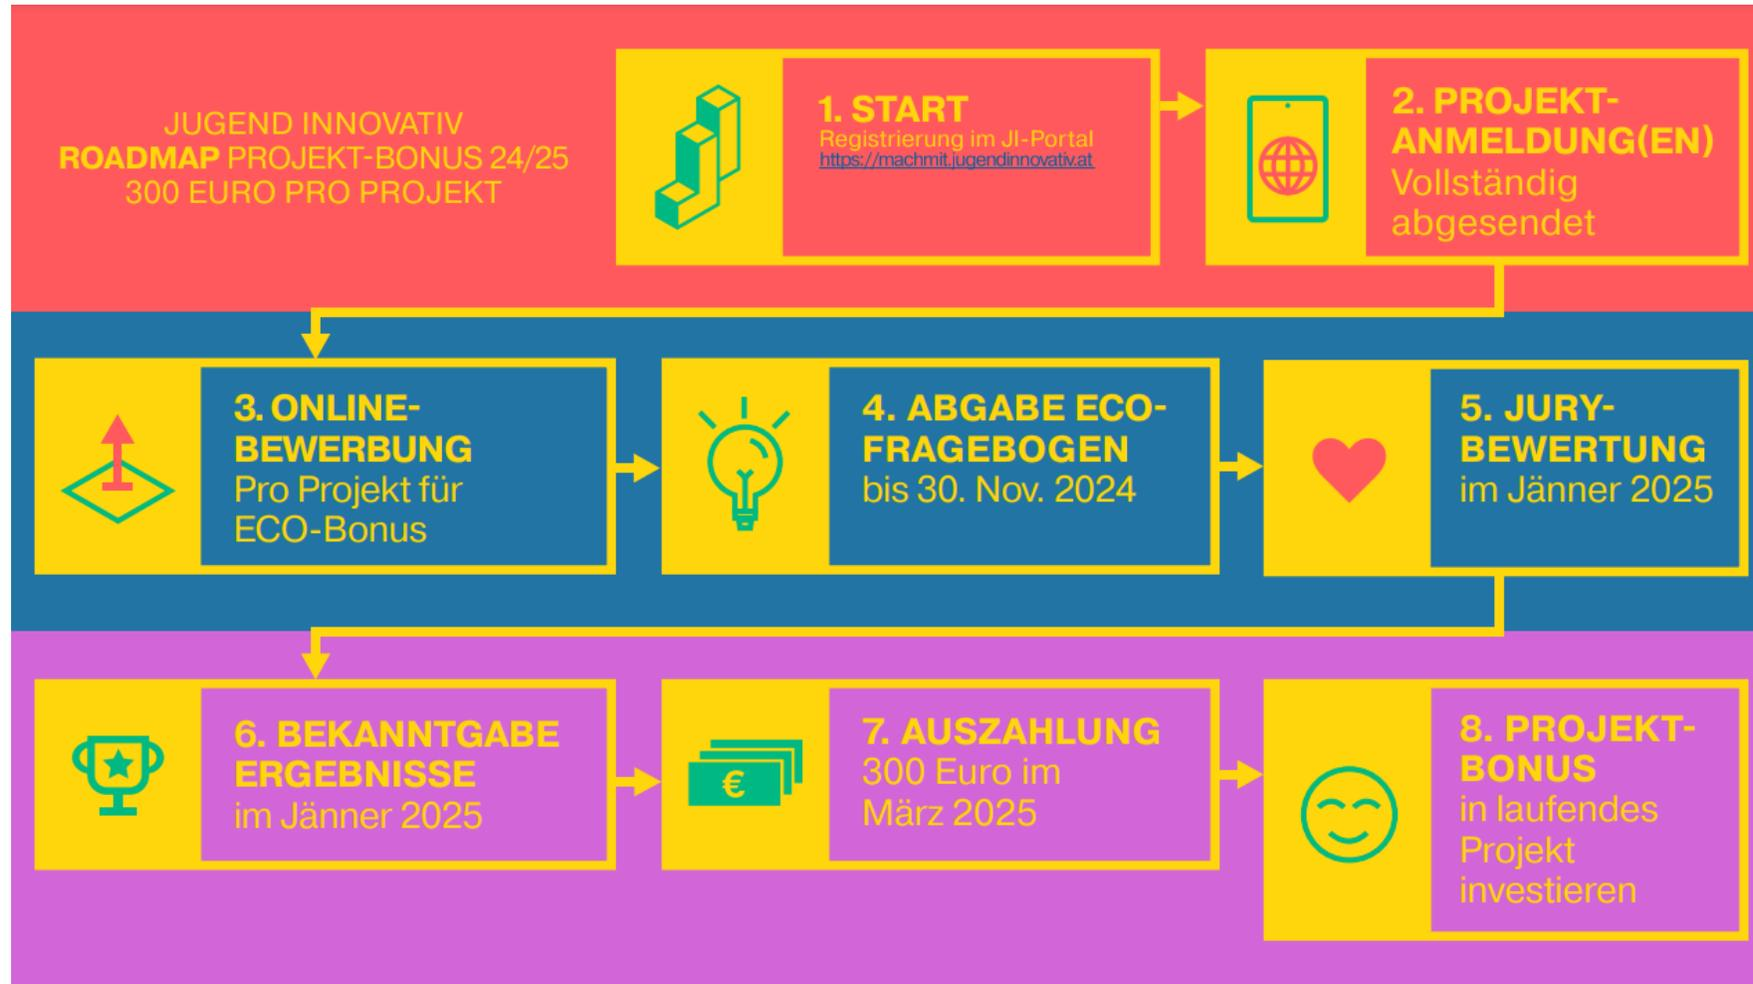 JUGEND INNOVATIV
ROADMAP PROJEKT-BONUS 24/25
300 EURO PRO PROJEKT
1. START
Registrierung im JI-Portal
https://machmit.jugendinnovativ.at
2. PROJEKT-
ANMELDUNG(EN)
Vollständig
abgesendet
3. ONLINE-
BEWERBUNG
Pro Projekt für
ECO-Bonus
4. ABGABE ECO-
FRAGEBOGEN
bis 30. Nov. 2024
5. JURY-
BEWERTUNG
im Jänner 2025
6. BEKANNTGABE
ERGEBNISSE
im Jänner 2025
€
7. AUSZAHLUNG
300 Euro im
März 2025
8. PROJEKT-
BONUS
in laufendes
Projekt
investieren